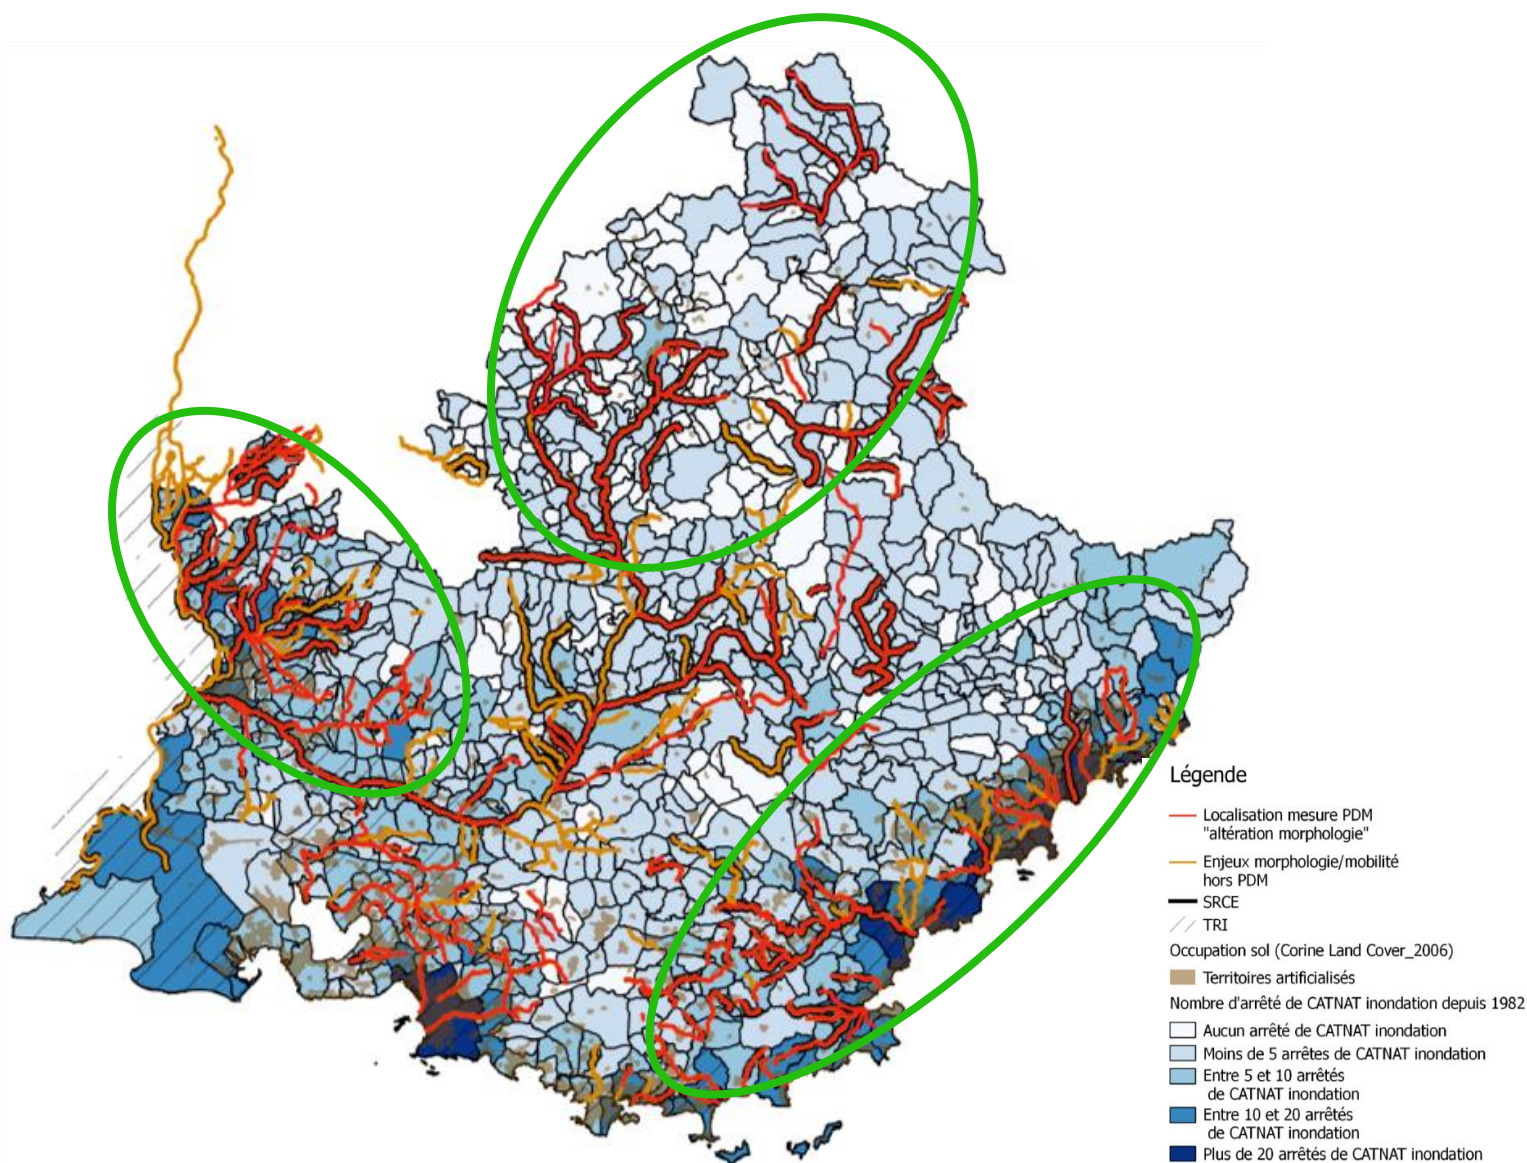 Légende
Localisation mesure PDM
"altération morphologie"
Enjeux morphologie/mobilité
hors PDM
SRCE
TRI
Occupation sol (Corine Land Cover_2006)
Territoires artificialisés
Nombre d'arrêté de CATNAT inondation depuis 1982
Aucun arrêté de CATNAT inondation
Moins de 5 arrêtes de CATNAT inondation
Entre 5 et 10 arrêtés
de CATNAT inondation
Entre 10 et 20 arrêtés
de CATNAT inondation
Plus de 20 arrêtés de CATNAT inondation